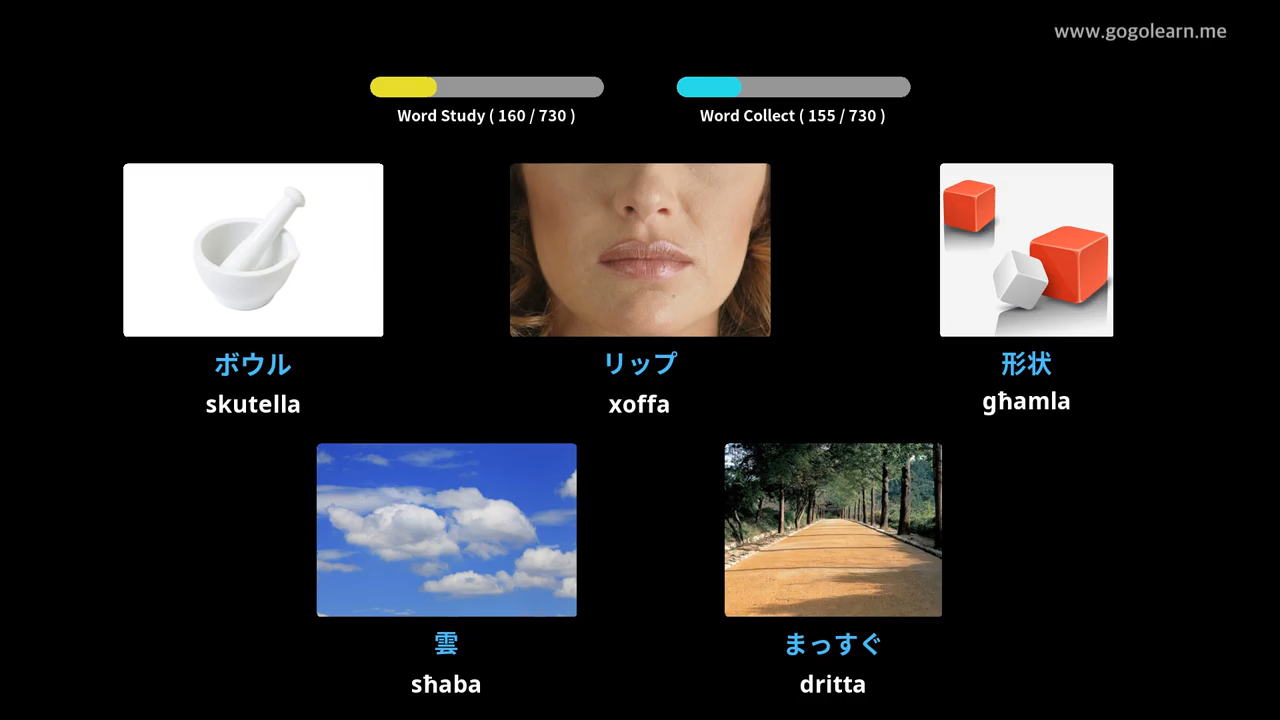 www.gogolearn.me
Word Study ( 160 / 730 )
Word Collect ( 155 / 730 )
ボウル
skutella
リップ
xoffa
形状
għamla
雲
sħaba
まっすぐ
dritta